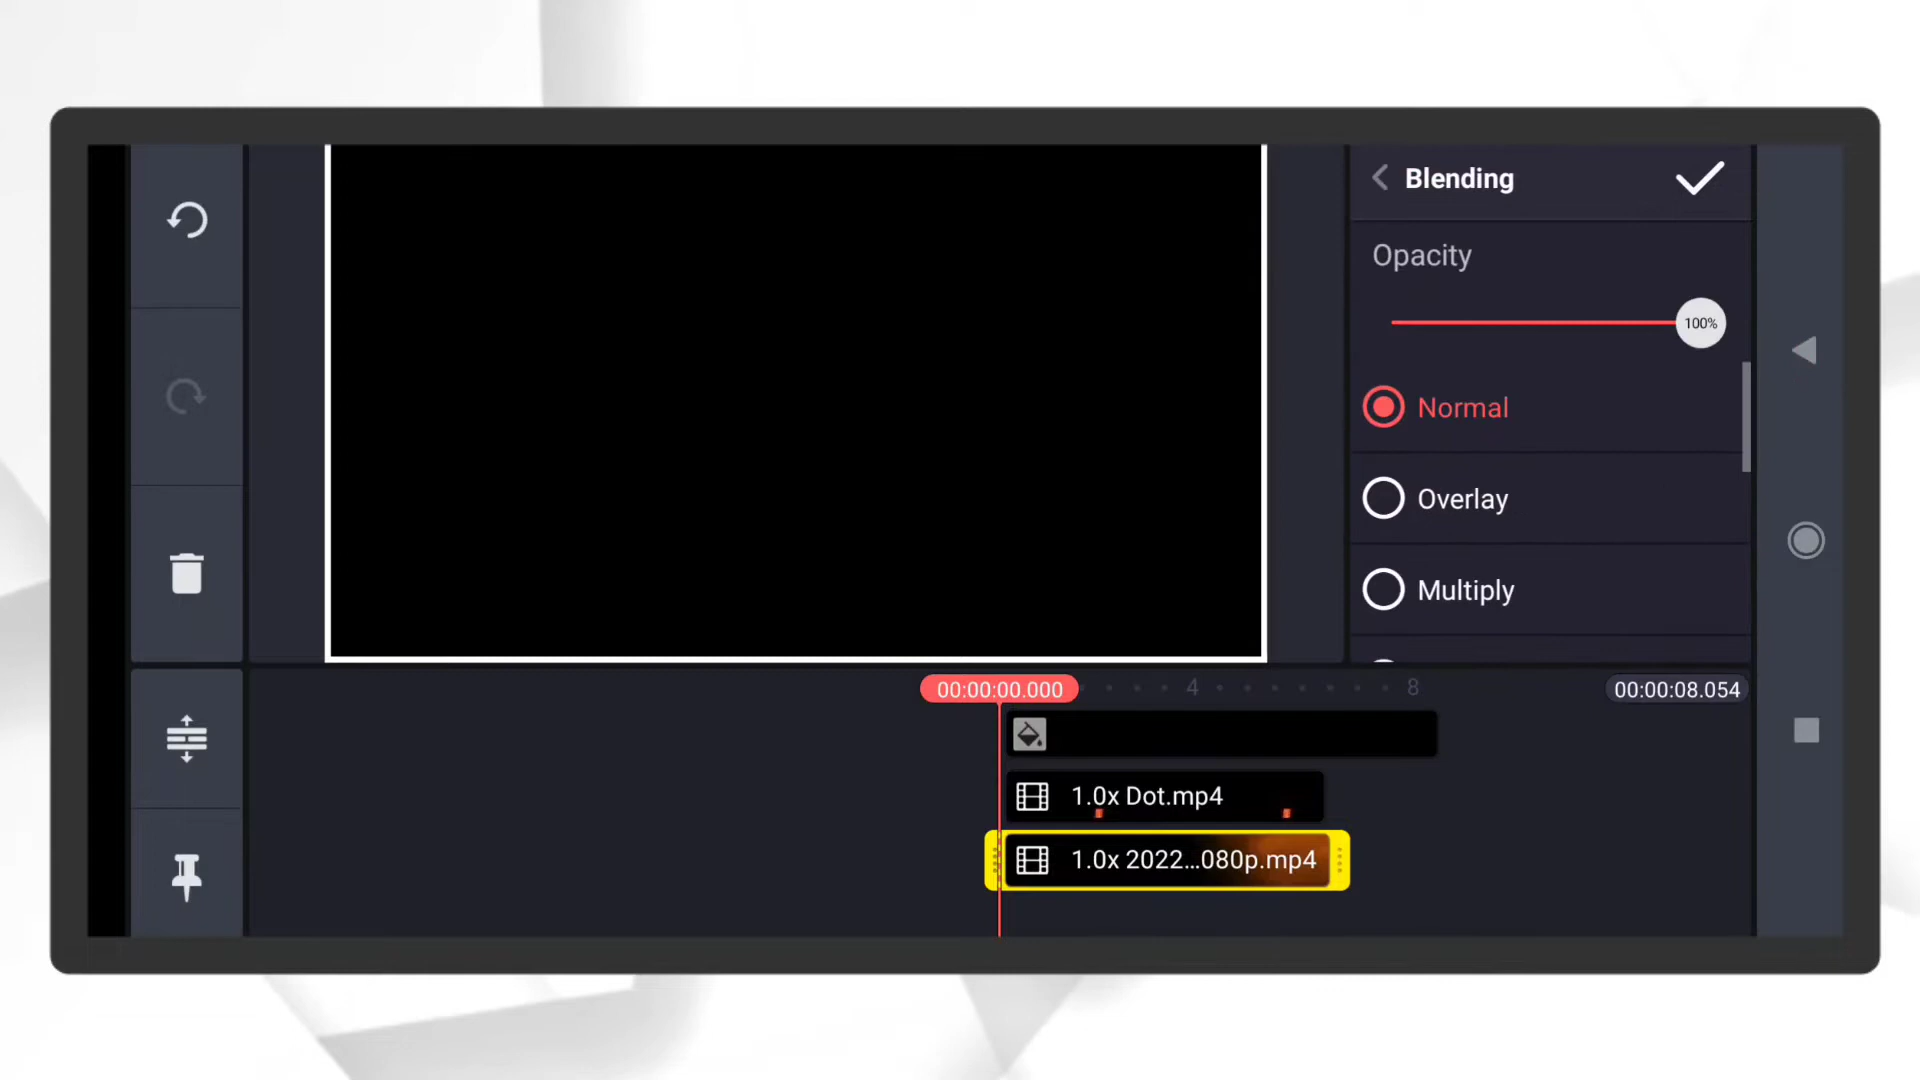 Blending
Opacity
100%
Normal
Overlay
Multiply
00:00:00.000
4
8
00:00:08.054
1.0x Dot.mp4
1.0x 2022...080p.mp4